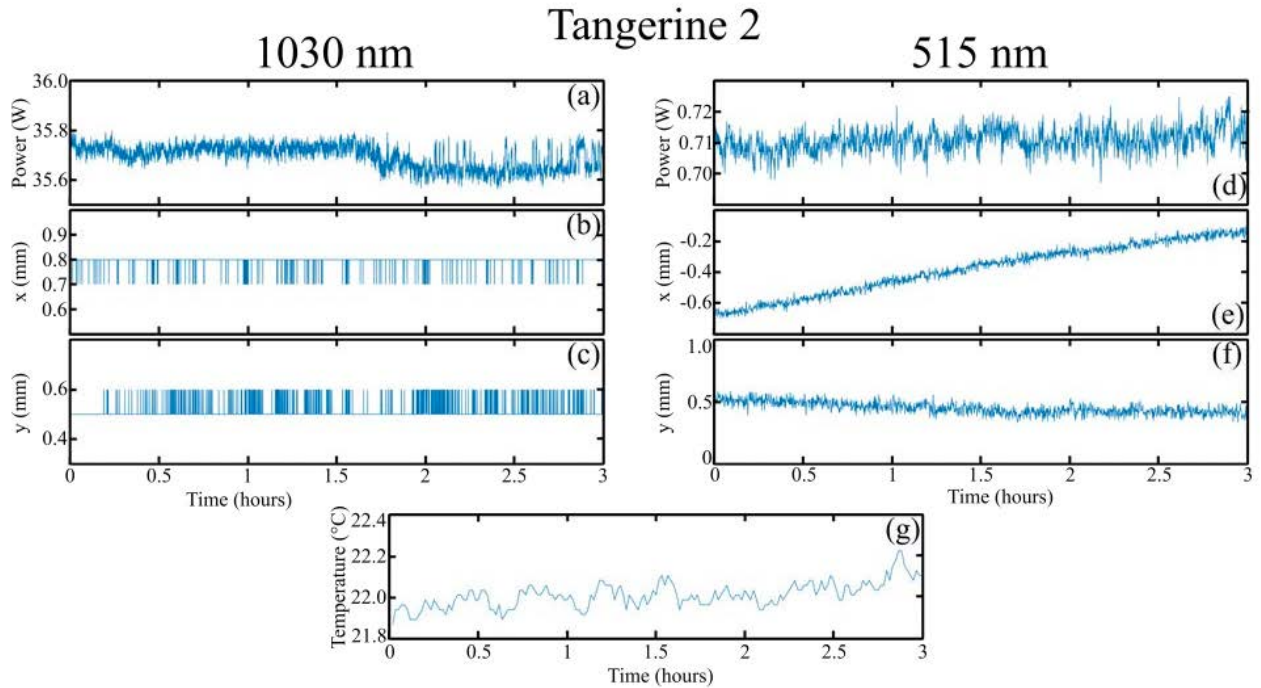 Tangerine 2
1030 nm
515 nm
(a)
Power (W)
36.0
35.8
35.6
(b)
x (mm)
0.9
0.8
0.7
0.6
(c)
y (mm)
0.6
0.4
0 0.5 1 1.5 2 2.5 3
Time (hours)
(d)
Power (W)
0.72
0.71
0.70
(e)
x (mm)
-0.2
-0.4
-0.6
(f)
y (mm)
1.0
0.5
0
0 0.5 1 1.5 2 2.5 3
Time (hours)
(g)
Temperature (°C)
22.4
22.2
22.0
21.8
0 0.5 1 1.5 2 2.5 3
Time (hours)